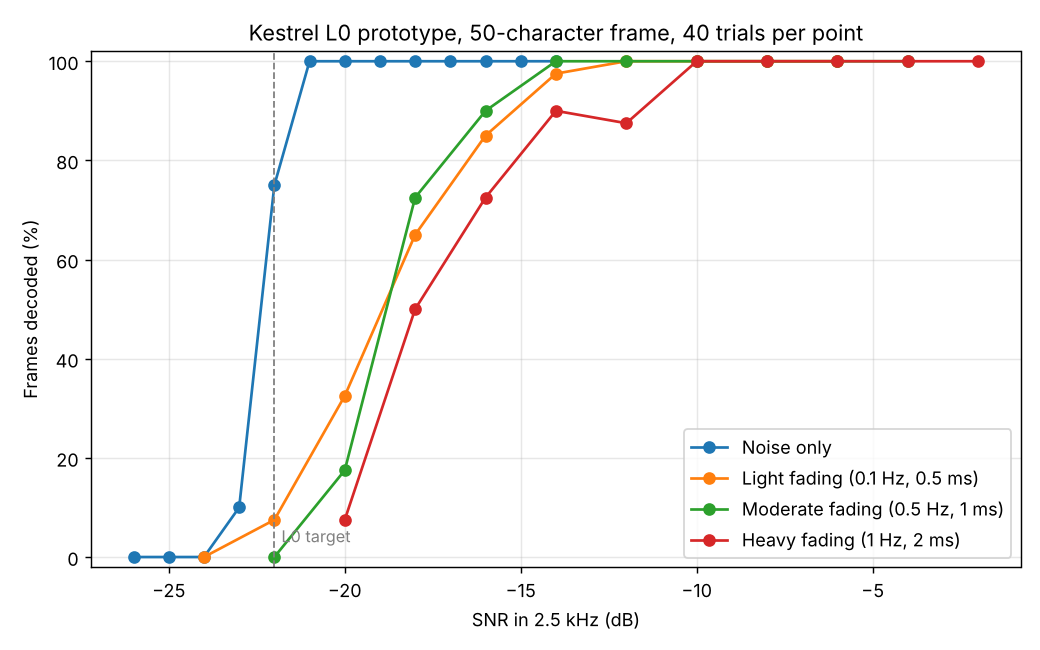 Kestrel L0 prototype, 50-character frame, 40 trials per point
Frames decoded (%)
100
80
60
40
20
0
L0 target
Noise only
Light fading (0.1 Hz, 0.5 ms)
Moderate fading (0.5 Hz, 1 ms)
Heavy fading (1 Hz, 2 ms)
−25 −20 −15 −10 −5
SNR in 2.5 kHz (dB)